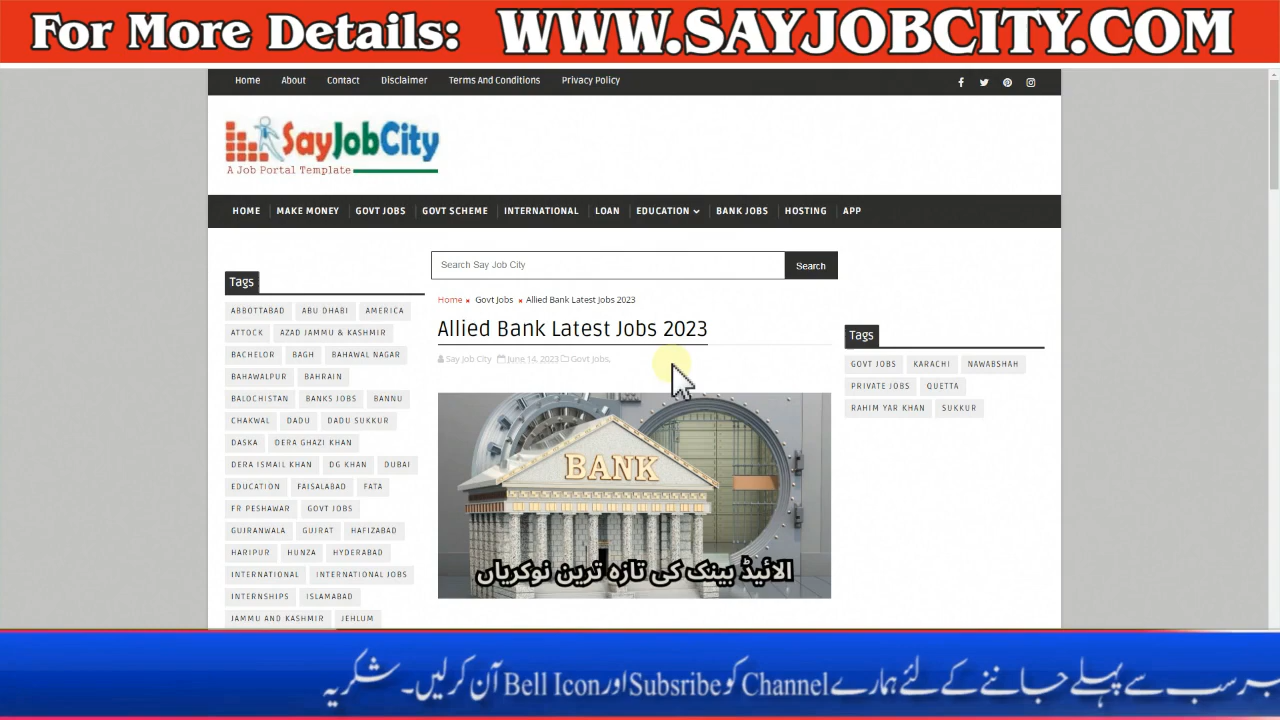 For More Details: WWW.SAYJOBCITY.COM
Home About Contact Disclaimer Terms And Conditions Privacy Policy
SayJobCity
A Job Portal Template
HOME MAKE MONEY GOVT JOBS GOVT SCHEME INTERNATIONAL LOAN EDUCATION BANK JOBS HOSTING APP
Search Say Job City Search
Tags
ABBOTTABAD ABU DHABI AMERICA
ATTOCK AZAD JAMMU & KASHMIR
BACHELOR BAGH BAHAWAL NAGAR
BAHAWALPUR BAHRAIN
BALOCHISTAN BANKS JOBS BANNU
CHAKWAL DADU DADU SUKKUR
DASKA DERA GHAZI KHAN
DERA ISMAIL KHAN DG KHAN DUBAI
EDUCATION FAISALABAD FATA
FR PESHAWAR GOVT JOBS
GUJRANWALA GUJRAT HAFIZABAD
HARIPUR HUNZA HYDERABAD
INTERNATIONAL INTERNATIONAL JOBS
INTERNSHIPS ISLAMABAD
JAMMU AND KASHMIR JEHLUM
Home × Govt Jobs × Allied Bank Latest Jobs 2023
Allied Bank Latest Jobs 2023
Say Job City June 14, 2023 Govt Jobs,
BANK
الائیڈ بینک کی تازہ ترین نوکریاں
Tags
GOVT JOBS KARACHI NAWABSHAH
PRIVATE JOBS QUETTA
RAHIM YAR KHAN SUKKUR
سب سے پہلے جاننے کے لئے ہمارے Channel کو Subsribe اور Bell Icon آن کرلیں۔ شکریہ